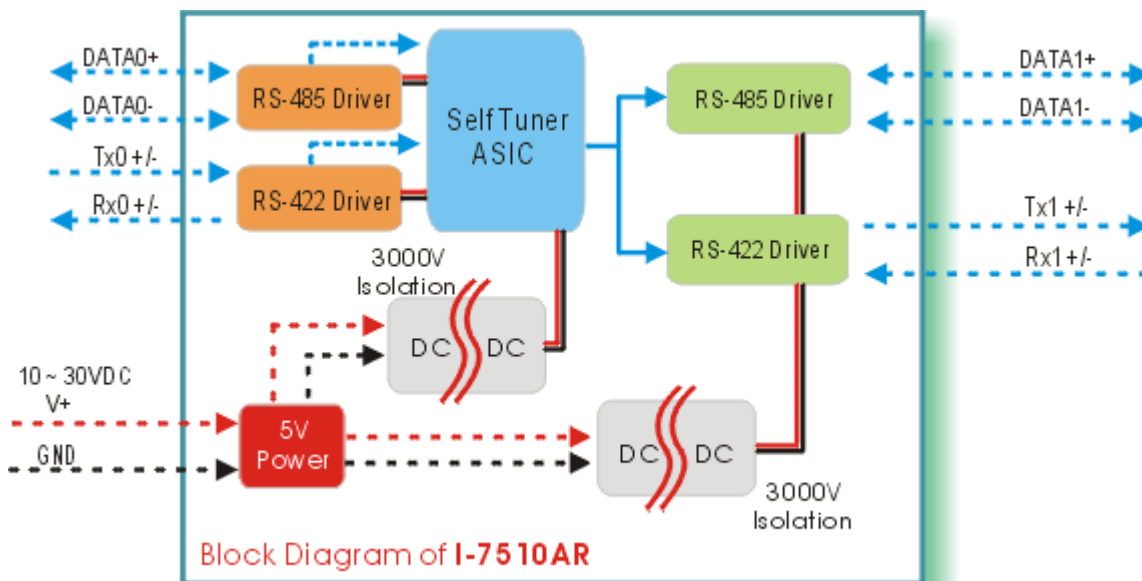 DATA0+
DATA0-
Tx0 +/-
Rx0 +/-
RS-485 Driver
RS-422 Driver
Self Tuner
ASIC
RS-485 Driver
RS-422 Driver
DATA1+
DATA1-
Tx1 +/-
Rx1 +/-
3000V
Isolation
DC DC
10 ~ 30VDC
V+
GND
5V
Power
DC DC
3000V
Isolation
Block Diagram of I-7510AR